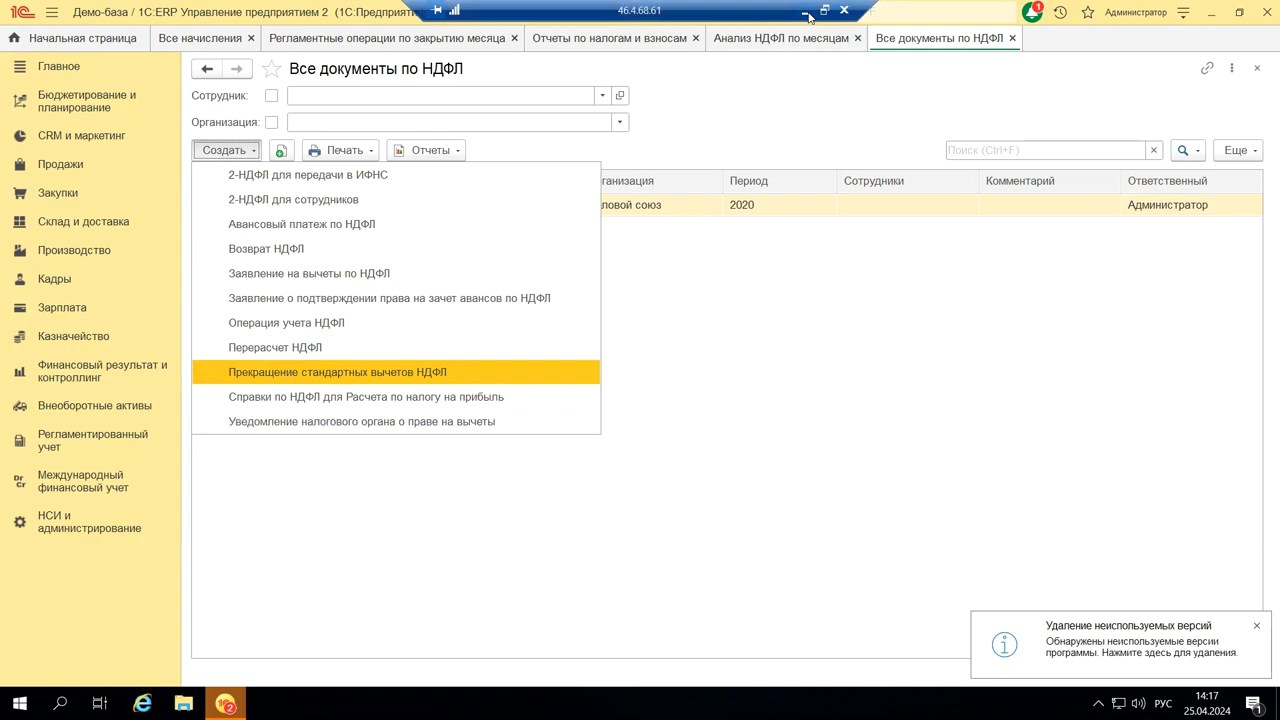 Демо-база / 1С:ERP Управление предприятием 2 (1С:Предприяти
46.4.68.61
Администратор
1
Начальная страница
Все начисления
Регламентные операции по закрытию месяца
Отчеты по налогам и взносам
Анализ НДФЛ по месяцам
Все документы по НДФЛ
Главное
Бюджетирование и
планирование
CRM и маркетинг
Продажи
Закупки
Склад и доставка
Производство
Кадры
Зарплата
Казначейство
Финансовый результат и
контроллинг
Внеоборотные активы
Регламентированный
учет
Dr
Cr
Международный
финансовый учет
НСИ и
администрирование
Все документы по НДФЛ
Сотрудник:
Организация:
Создать
Печать
Отчеты
Поиск (Ctrl+F)
Еще
рганизация Период Сотрудники Комментарий Ответственный
ловой союз 2020 Администратор
2-НДФЛ для передачи в ИФНС
2-НДФЛ для сотрудников
Авансовый платеж по НДФЛ
Возврат НДФЛ
Заявление на вычеты по НДФЛ
Заявление о подтверждении права на зачет авансов по НДФЛ
Операция учета НДФЛ
Перерасчет НДФЛ
Прекращение стандартных вычетов НДФЛ
Справки по НДФЛ для Расчета по налогу на прибыль
Уведомление налогового органа о праве на вычеты
Удаление неиспользуемых версий
Обнаружены неиспользуемые версии
программы. Нажмите здесь для удаления.
2
РУС
14:17
25.04.2024
1